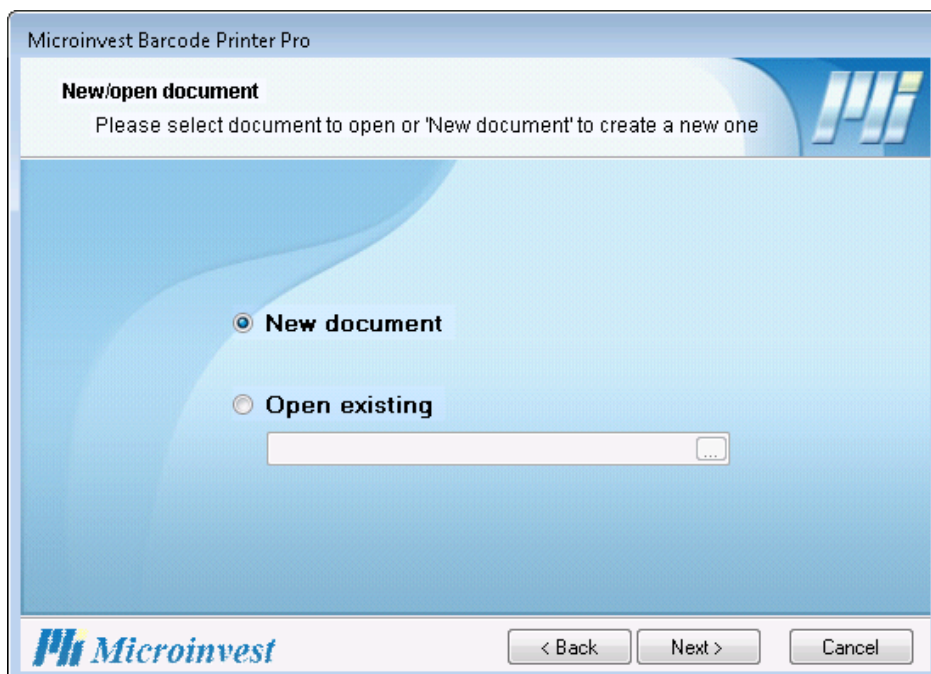 Microinvest Barcode Printer Pro
New/open document
Please select document to open or 'New document' to create a new one
New document
Open existing
...
Microinvest
< Back
Next >
Cancel